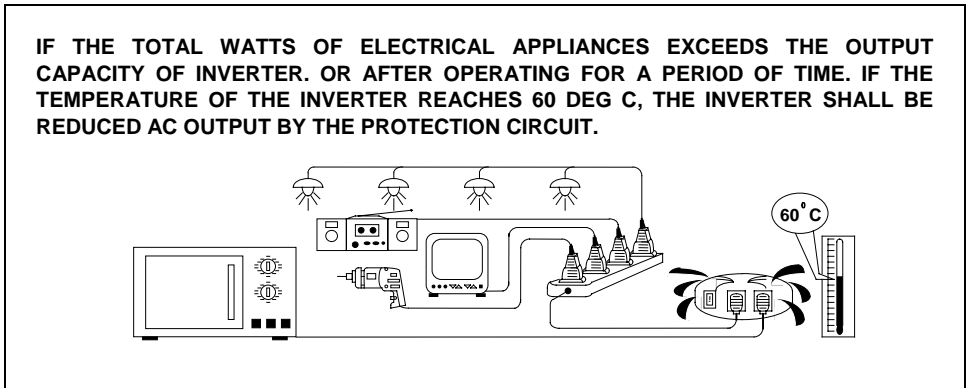 IF THE TOTAL WATTS OF ELECTRICAL APPLIANCES EXCEEDS THE OUTPUT
CAPACITY OF INVERTER. OR AFTER OPERATING FOR A PERIOD OF TIME. IF THE
TEMPERATURE OF THE INVERTER REACHES 60 DEG C, THE INVERTER SHALL BE
REDUCED AC OUTPUT BY THE PROTECTION CIRCUIT.
60°C